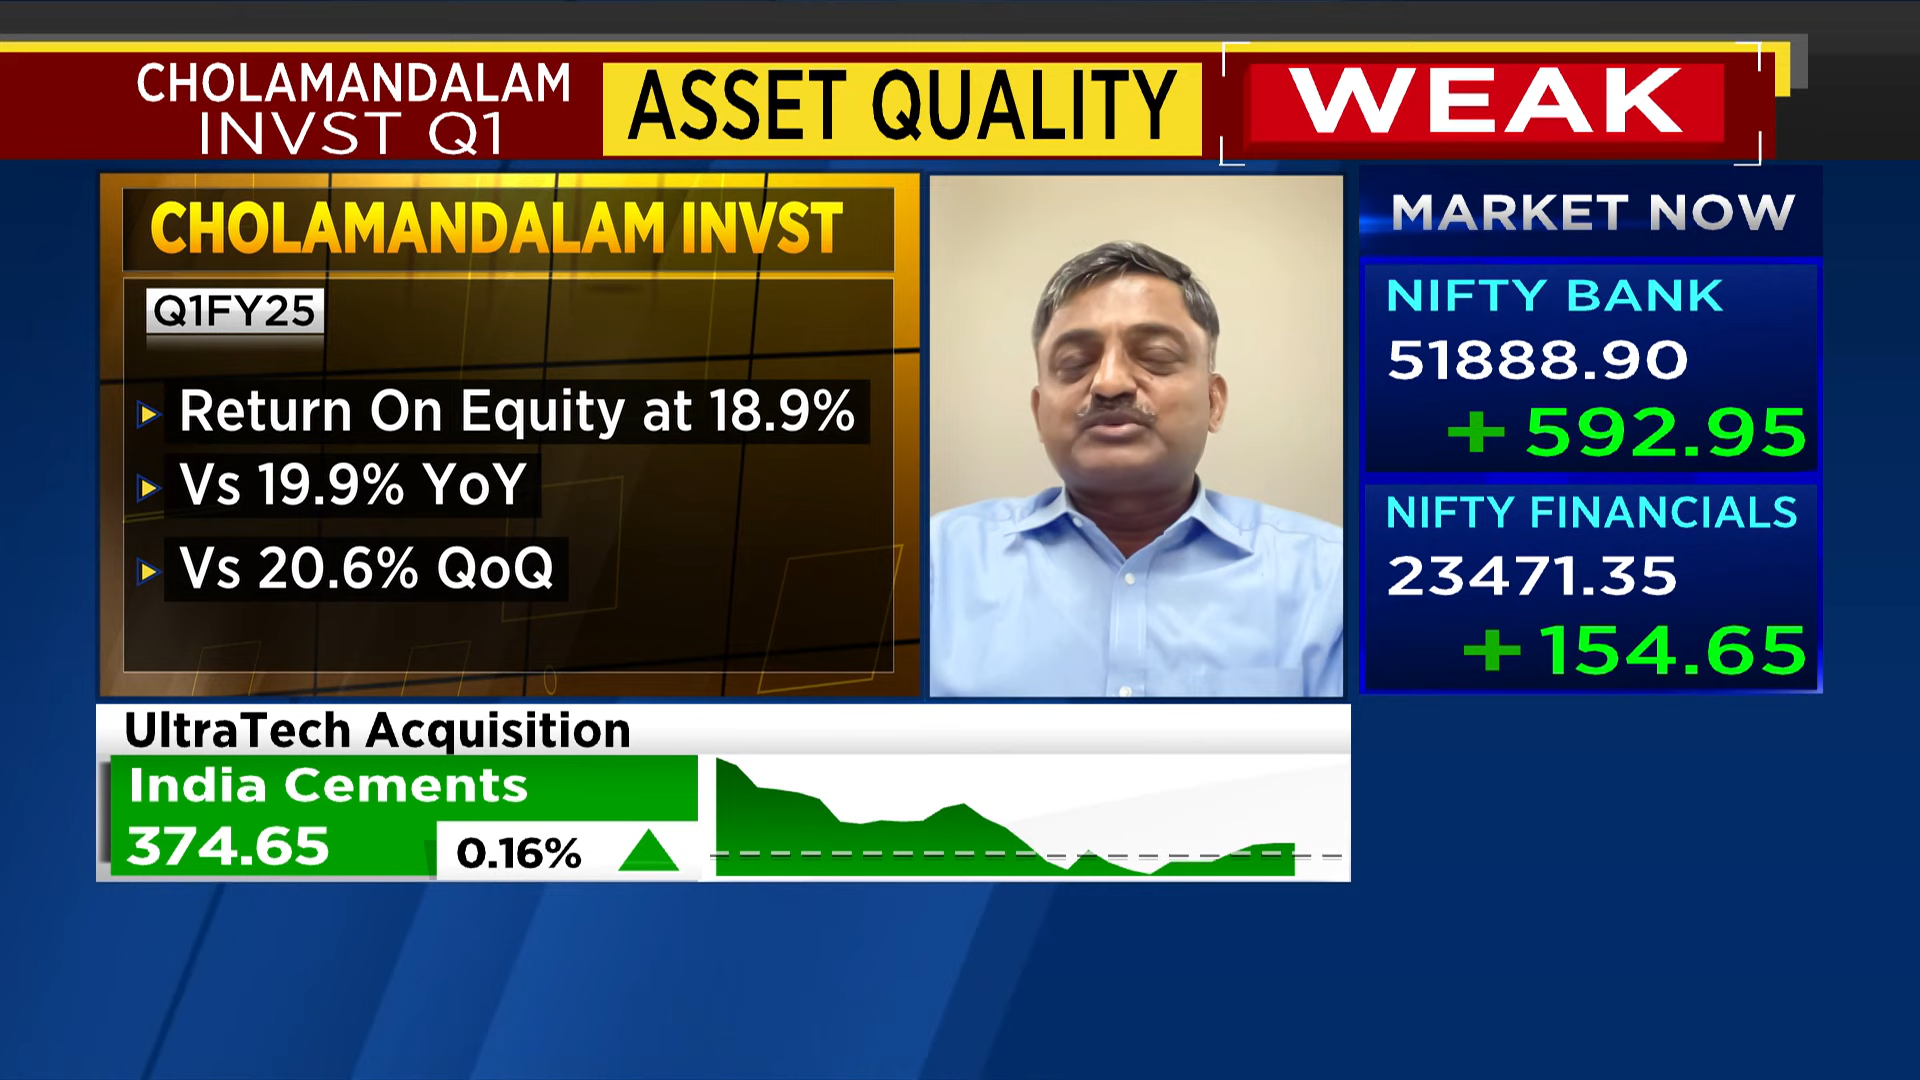 CHOLAMANDALAM
INVST Q1
ASSET QUALITY
WEAK
CHOLAMANDALAM INVST
Q1FY25
Return On Equity at 18.9%
Vs 19.9% YoY
Vs 20.6% QoQ
MARKET NOW
NIFTY BANK
51888.90
+ 592.95
NIFTY FINANCIALS
23471.35
+ 154.65
UltraTech Acquisition
India Cements
374.65
0.16%